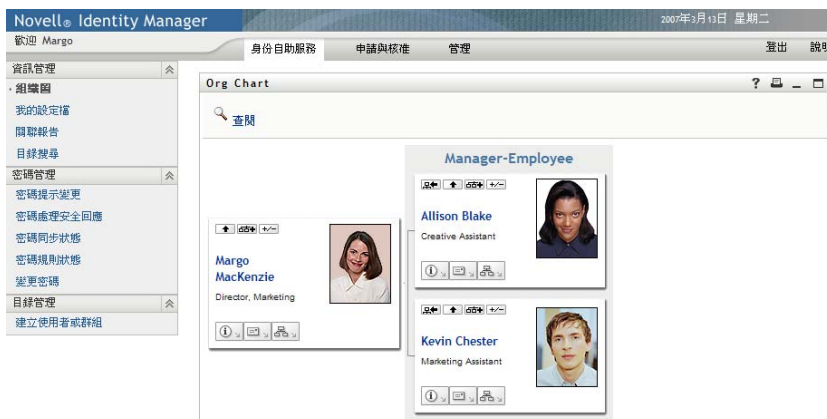 Novell® Identity Manager
2007年3月13日 星期二
歡迎 Margo
身份自助服務
申請與核准
管理
登出
資訊管理
· 組織圖
我的設定檔
關聯報告
目錄搜尋
密碼管理
密碼提示變更
密碼處理安全回應
密碼同步狀態
密碼規則狀態
變更密碼
目錄管理
建立使用者或群組
Org Chart
查閱
Manager-Employee
Margo
MacKenzie
Director, Marketing
Allison Blake
Creative Assistant
Kevin Chester
Marketing Assistant